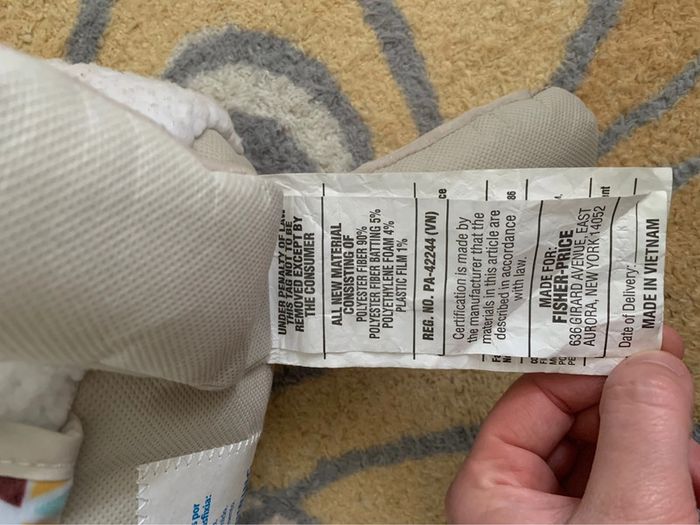 UNDER PENALTY OF LAW
THIS TAG NOT TO BE
REMOVED EXCEPT BY
THE CONSUMER
ALL NEW MATERIAL
CONSISTING OF
POLYESTER FIBER 90%
POLYESTER FIBER BATTING 5%
POLYETHYLENE FOAM 4%
PLASTIC FILM 1%
REG. NO. PA-42244 (VN)
Certification is made by
the manufacturer that the
materials in this article are
described in accordance
with law.
MADE FOR:
FISHER-PRICE
636 GIRARD AVENUE, EAST
AURORA, NEW YORK 14052
Date of Delivery:
MADE IN VIETNAM
por